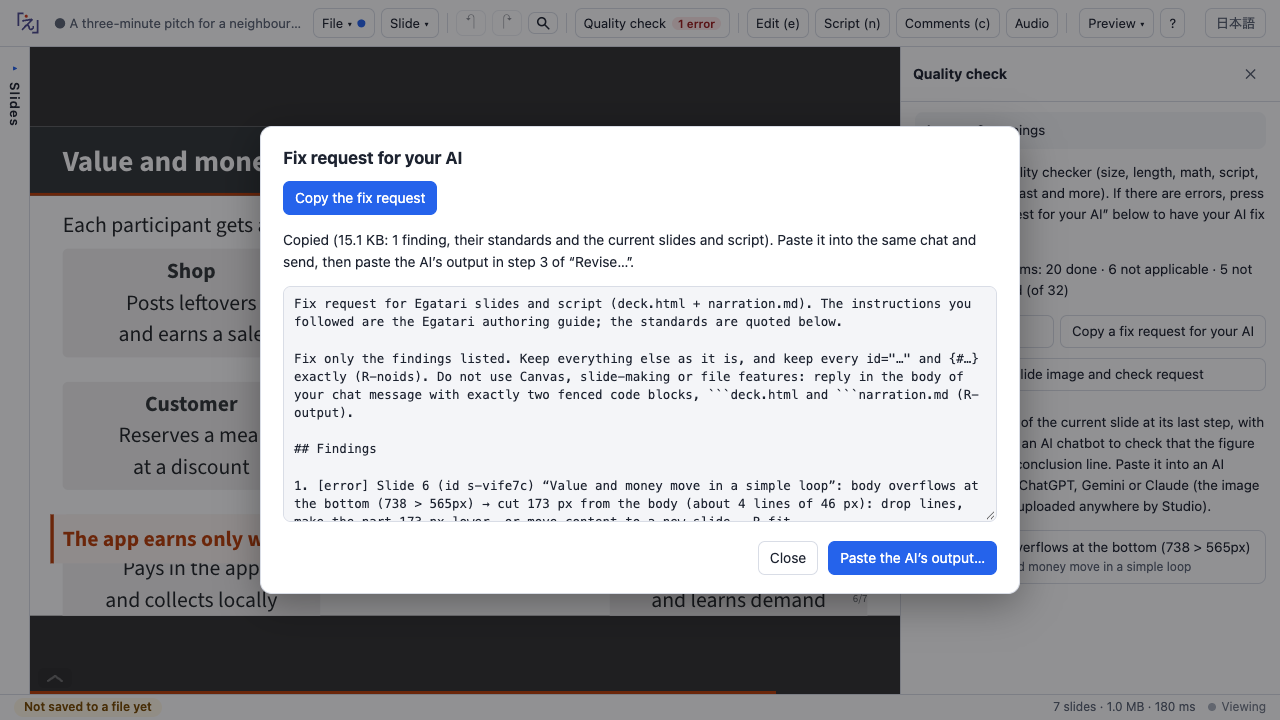 A three-minute pitch for a neighbour...
File
Slide
Quality check 1 error
Edit (e)
Script (n)
Comments (c)
Audio
Preview
?
日本語
Slides
Value and mone
Each participant gets a
Shop
Posts leftovers
and earns a sale
Customer
Reserves a mea
at a discount
The app earns only w
Pays in the app
and collects locally
and learns demand
6/7
Fix request for your AI
Copy the fix request
Copied (15.1 KB: 1 finding, their standards and the current slides and script). Paste it into the same chat and
send, then paste the AI’s output in step 3 of “Revise…”.
Fix request for Egatari slides and script (deck.html + narration.md). The instructions you
followed are the Egatari authoring guide; the standards are quoted below.
Fix only the findings listed. Keep everything else as it is, and keep every id="…" and {#…}
exactly (R-noids). Do not use Canvas, slide-making or file features: reply in the body of
your chat message with exactly two fenced code blocks, ```deck.html and ```narration.md (R-
output).
## Findings
1. [error] Slide 6 (id s-vife7c) “Value and money move in a simple loop”: body overflows at
the bottom (738 > 565px) → cut 173 px from the body (about 4 lines of 46 px): drop lines,
make the part 173 px lower, or move content to a new slide
Close
Paste the AI’s output…
Quality check
ings
lity checker (size, length, math, script,
ast and more). If there are errors, press
est for your AI” below to have your AI fix
ms: 20 done · 6 not applicable · 5 not
(of 32)
Copy a fix request for your AI
lide image and check request
of the current slide at its last step, with
an AI chatbot to check that the figure
conclusion line. Paste it into an AI
ChatGPT, Gemini or Claude (the image
uploaded anywhere by Studio).
verflows at the bottom (738 > 565px)
d money move in a simple loop
Not saved to a file yet
7 slides · 1.0 MB · 180 ms
Viewing